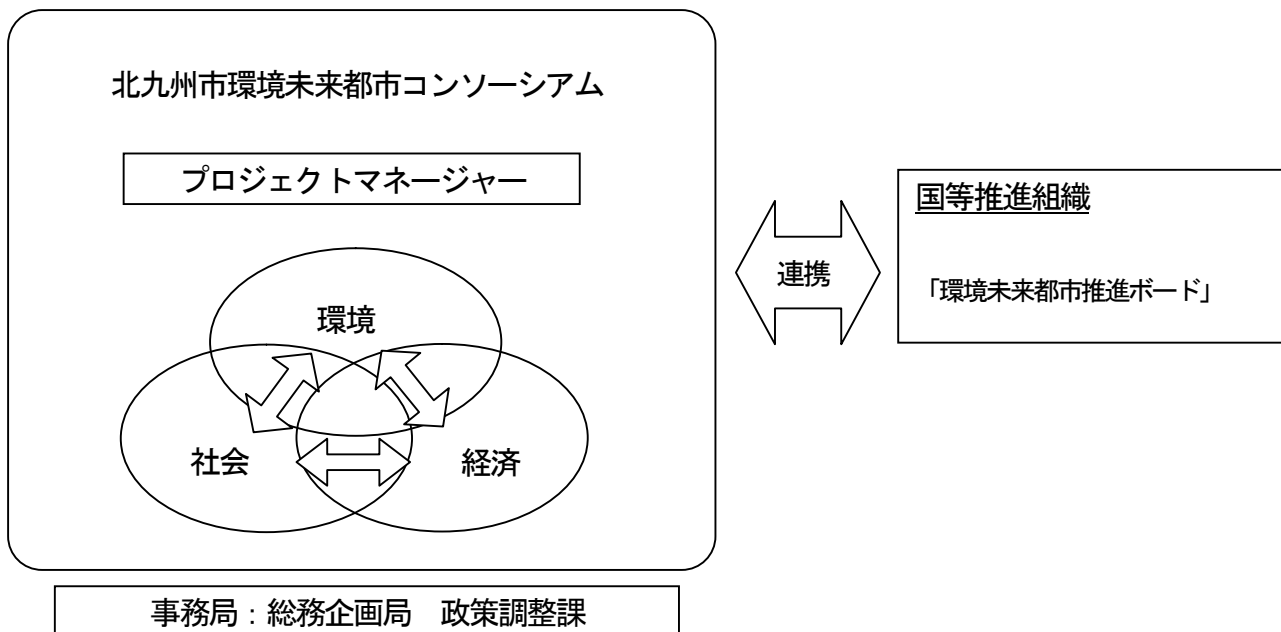 北九州市環境未来都市コンソーシアム
プロジェクトマネージャー
環境
社会
経済
連携
国等推進組織
「環境未来都市推進ボード」
事務局：総務企画局　政策調整課